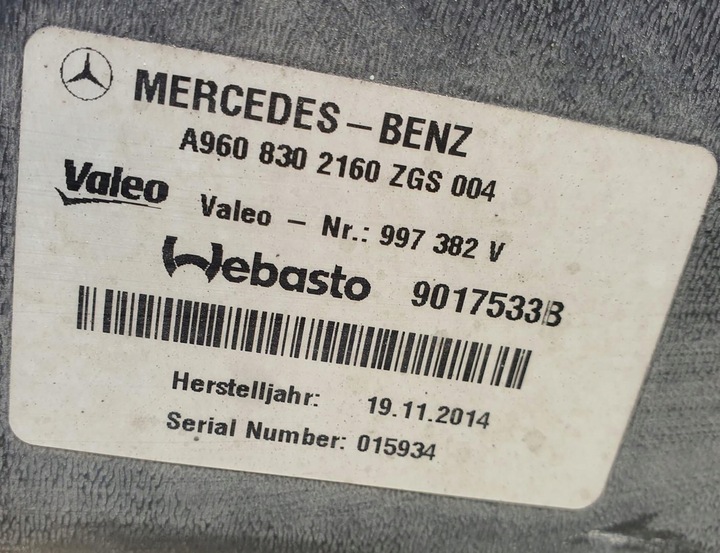 MERCEDES-BENZ
A960 830 2160 ZGS 004
Valeo Valeo - Nr.: 997 382 V
Webasto 9017533B
Herstelljahr: 19.11.2014
Serial Number: 015934